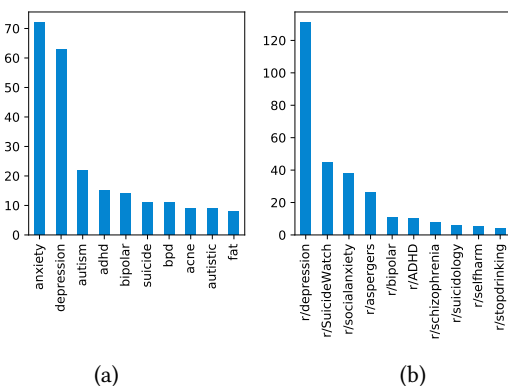 70
60
50
40
30
20
10
0
anxiety
depression
autism
adhd
bipolar
suicide
bpd
acne
autistic
fat
(a)
120
100
80
60
40
20
0
r/depression
r/SuicideWatch
r/socialanxiety
r/aspergers
r/bipolar
r/ADHD
r/schizophrenia
r/suicidology
r/selfharm
r/stopdrinking
(b)